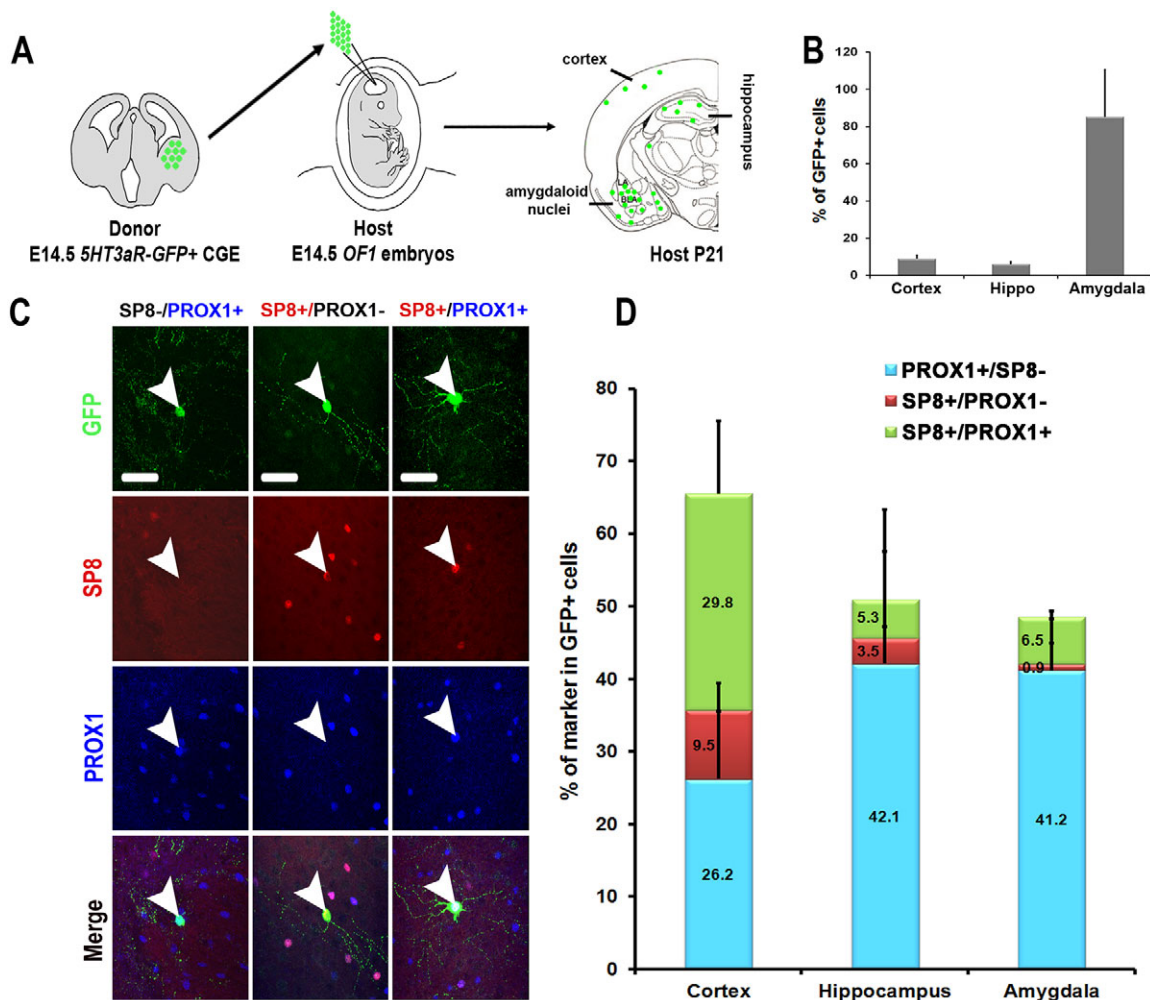 A
cortex
hippocampus
LA
BLA
amygdaloid
nuclei
Donor
E14.5 5HT3aR-GFP+ CGE
Host
E14.5 OF1 embryos
Host P21
B
% of GFP+ cells
120
100
80
60
40
20
0
Cortex
Hippo
Amygdala
C
SP8-/PROX1+
SP8+/PROX1-
SP8+/PROX1+
GFP
SP8
PROX1
Merge
D
PROX1+/SP8-
SP8+/PROX1-
SP8+/PROX1+
% of marker in GFP+ cells
80
70
60
50
40
30
20
10
0
29.8
9.5
26.2
5.3
3.5
42.1
6.5
0.9
41.2
Cortex
Hippocampus
Amygdala